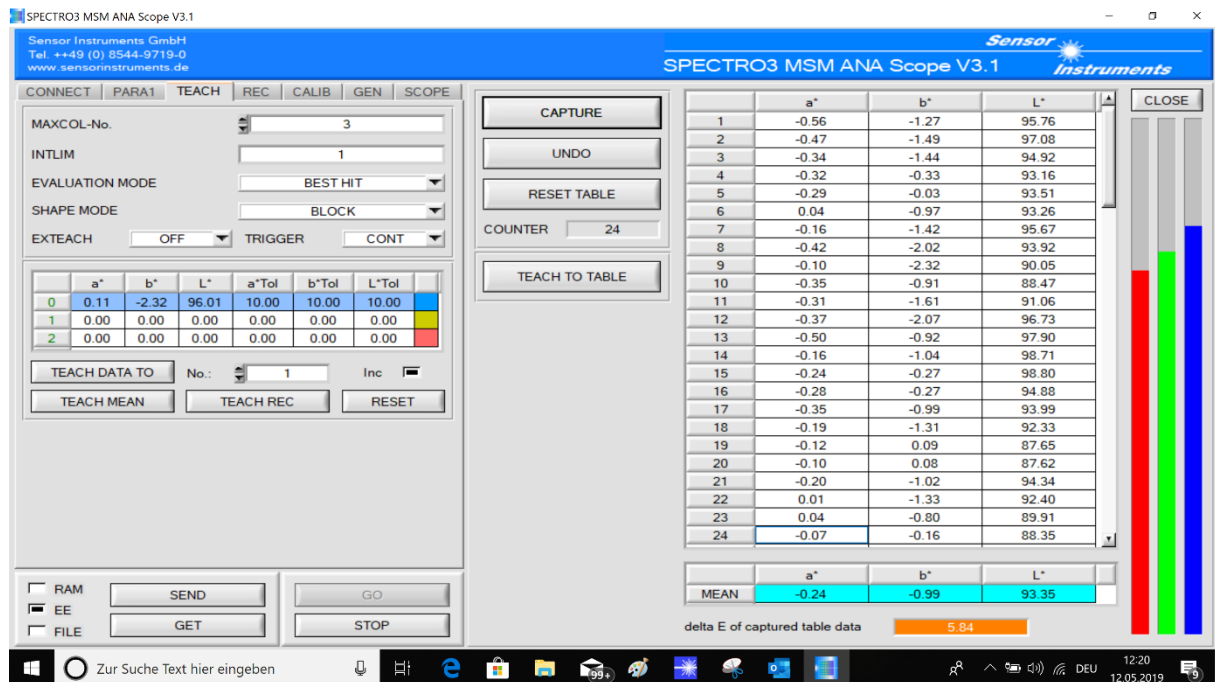 SPECTRO3 MSM ANA Scope V3.1
Sensor Instruments GmbH
Tel. ++49 (0) 8544-9719-0
www.sensorinstruments.de
SPECTRO3 MSM ANA Scope V3.1
Sensor
Instruments
CONNECT PARA1 TEACH REC CALIB GEN SCOPE
MAXCOL-No. 3
INTLIM 1
EVALUATION MODE BEST HIT
SHAPE MODE BLOCK
EXTEACH OFF TRIGGER CONT
a* b* L* a*Tol b*Tol L*Tol
0 0.11 -2.32 96.01 10.00 10.00 10.00
1 0.00 0.00 0.00 0.00 0.00 0.00
2 0.00 0.00 0.00 0.00 0.00 0.00
TEACH DATA TO No.: 1 Inc
TEACH MEAN TEACH REC RESET
RAM
EE
FILE
SEND GO
GET STOP
CAPTURE
UNDO
RESET TABLE
COUNTER 24
TEACH TO TABLE
a* b* L*
1 -0.56 -1.27 95.76
2 -0.47 -1.49 97.08
3 -0.34 -1.44 94.92
4 -0.32 -0.33 93.16
5 -0.29 -0.03 93.51
6 0.04 -0.97 93.26
7 -0.16 -1.42 95.67
8 -0.42 -2.02 93.92
9 -0.10 -2.32 90.05
10 -0.35 -0.91 88.47
11 -0.31 -1.61 91.06
12 -0.37 -2.07 96.73
13 -0.50 -0.92 97.90
14 -0.16 -1.04 98.71
15 -0.24 -0.27 98.80
16 -0.28 -0.27 94.88
17 -0.35 -0.99 93.99
18 -0.19 -1.31 92.33
19 -0.12 0.09 87.65
20 -0.10 0.08 87.62
21 -0.20 -1.02 94.34
22 0.01 -1.33 92.40
23 0.04 -0.80 89.91
24 -0.07 -0.16 88.35
a* b* L*
MEAN -0.24 -0.99 93.35
delta E of captured table data 5.84
CLOSE
Zur Suche Text hier eingeben
99+
DEU
12:20
12.05.2019
9